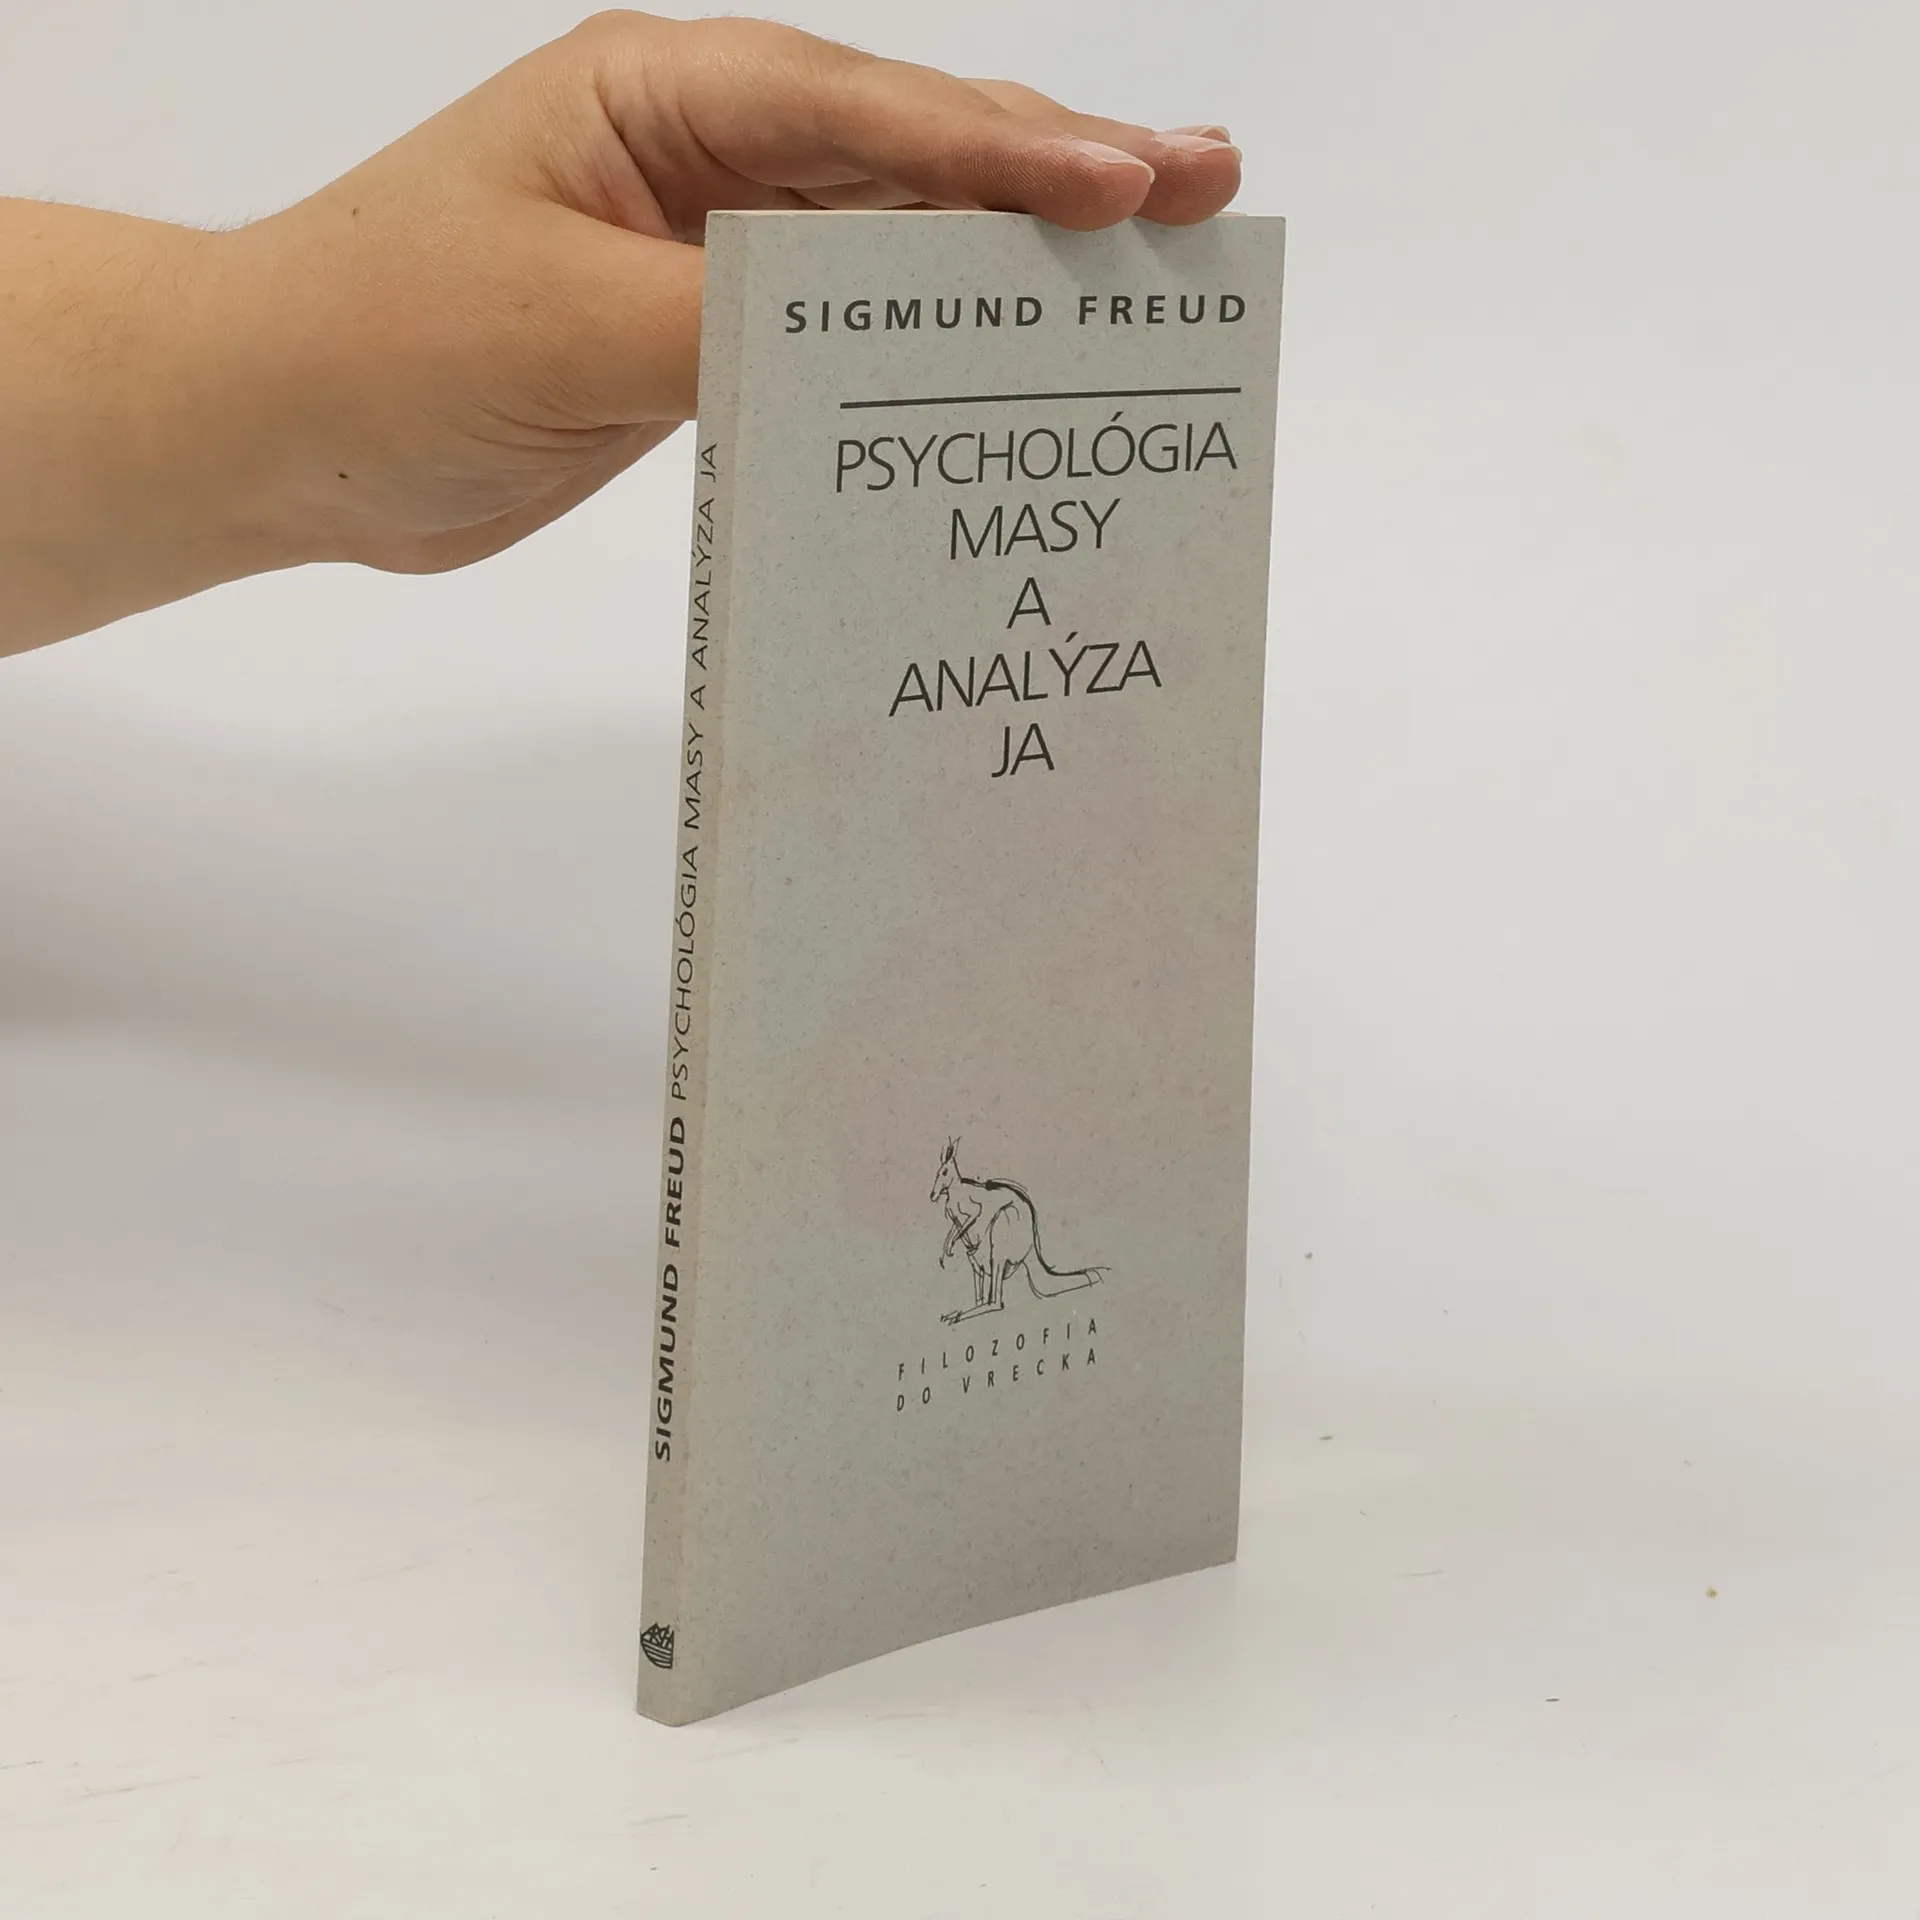 SIGMUND FREUD
PSYCHOLÓGIA
MASY
A
ANALÝZA
JA
FILOZOFIA
DO VRECKA
SIGMUND FREUD PSYCHOLÓGIA MASY A ANALÝZA JA